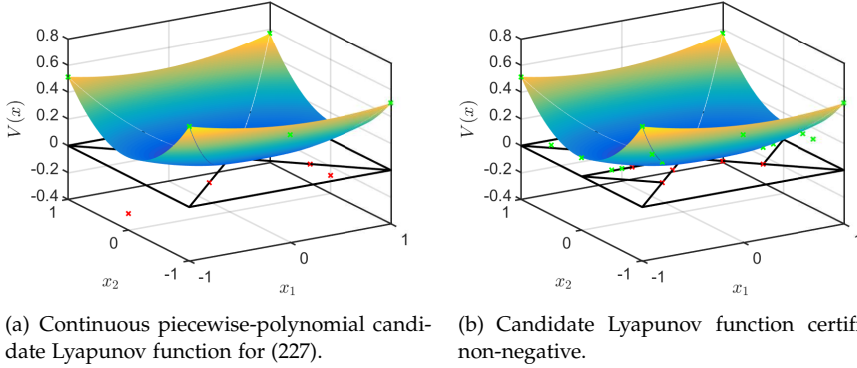 0.8
0.6
0.4
0.2
0
-0.2
-0.4
V(x)
1
0
-1
x2
-1
0
1
x1
0.8
0.6
0.4
0.2
0
-0.2
-0.4
V(x)
1
0
-1
x2
-1
0
1
x1
(a) Continuous piecewise-polynomial candi-
date Lyapunov function for (227).
(b) Candidate Lyapunov function certifi
non-negative.